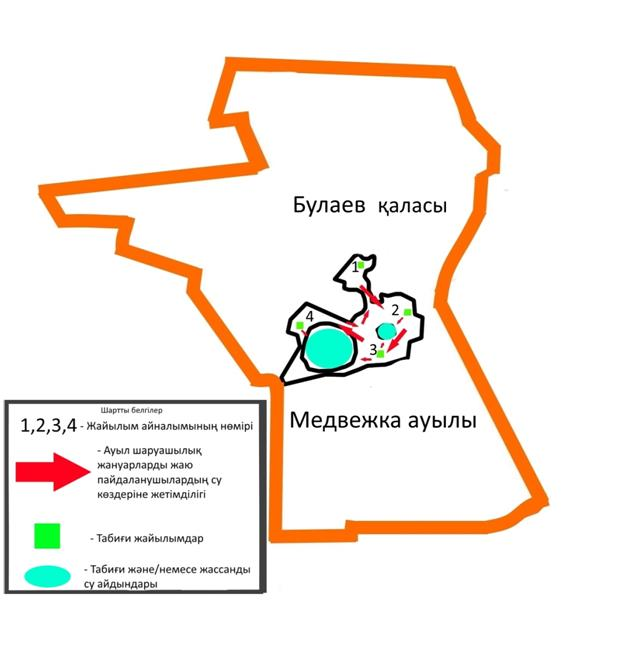 Булаев қаласы
1
2
4
3
Медвежка ауылы
Шартты белгілер
1,2,3,4 - Жайылым айналымының нөмірі
- Ауыл шаруашылық
жануарларды жаю
пайдаланушылардың су
көздеріне жетімділігі
- Табиғи жайылымдар
- Табиғи және/немесе жассанды
су айдындары